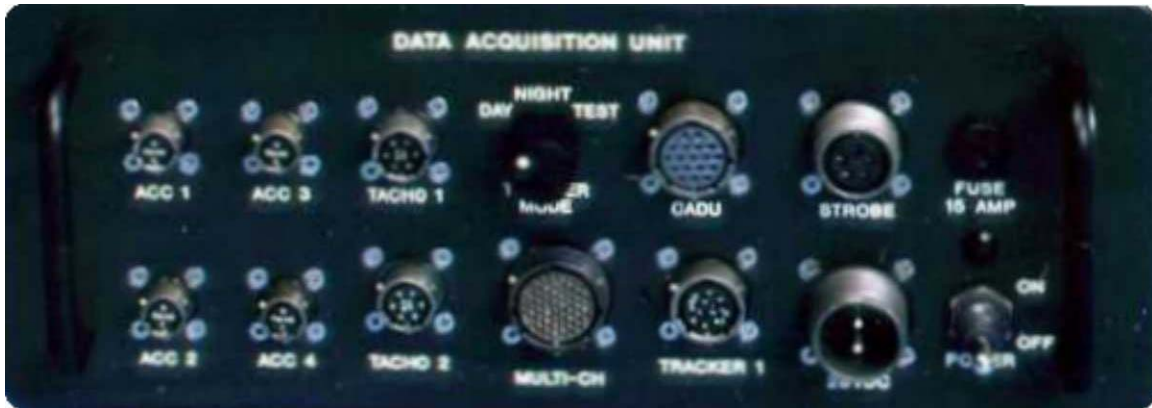 DATA ACQUISITION UNIT
NIGHT
DAY TEST
ACC 1 ACC 3 TACHO 1 MODE CADU STROBE FUSE
15 AMP
ON
OFF
ACC 2 ACC 4 TACHO 2 MULTI-CH TRACKER 1 POWER